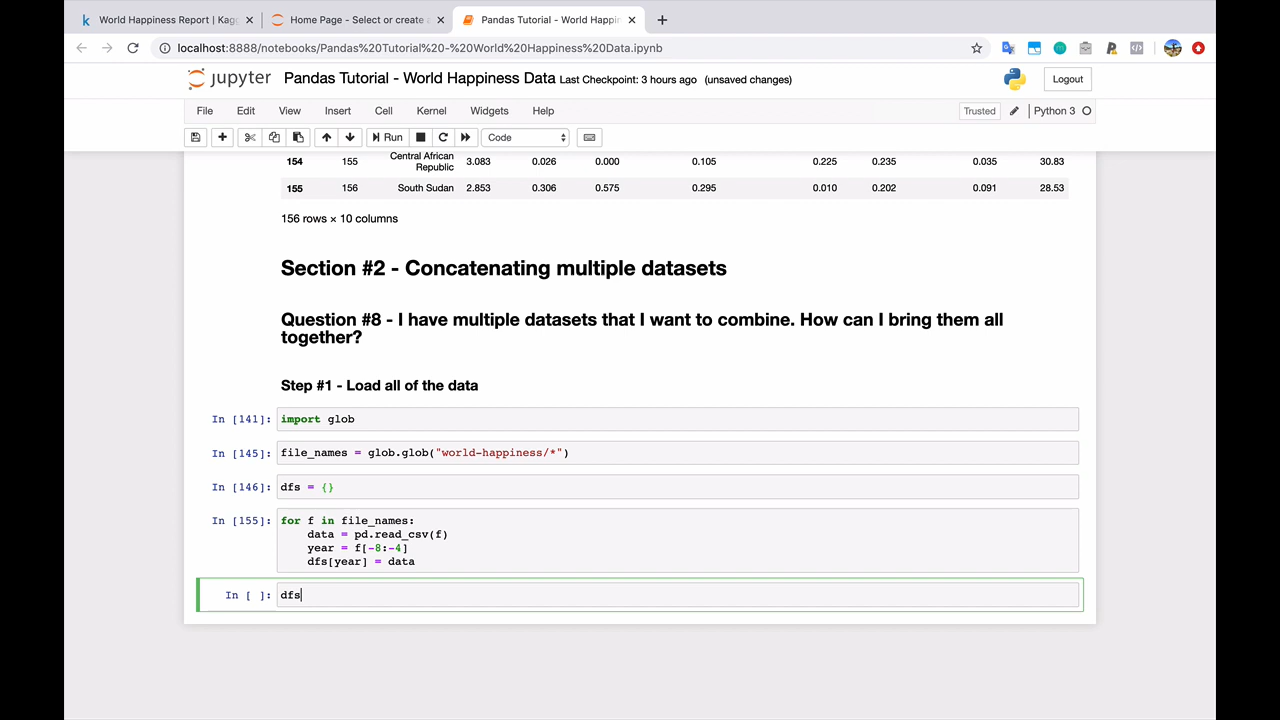 World Happiness Report | Kagg
Home Page - Select or create a
Pandas Tutorial - World Happin
localhost:8888/notebooks/Pandas%20Tutorial%20-%20World%20Happiness%20Data.ipynb
jupyter Pandas Tutorial - World Happiness Data Last Checkpoint: 3 hours ago (unsaved changes) Logout
File Edit View Insert Cell Kernel Widgets Help Trusted Python 3
Run Code
154 155 Central African Republic 3.083 0.026 0.000 0.105 0.225 0.235 0.035 30.83
155 156 South Sudan 2.853 0.306 0.575 0.295 0.010 0.202 0.091 28.53
156 rows × 10 columns
Section #2 - Concatenating multiple datasets
Question #8 - I have multiple datasets that I want to combine. How can I bring them all
together?
Step #1 - Load all of the data
In [141]: import glob
In [145]: file_names = glob.glob("world-happiness/*")
In [146]: dfs = {}
In [155]: for f in file_names:
data = pd.read_csv(f)
year = f[-8:-4]
dfs[year] = data
In [ ]: dfs